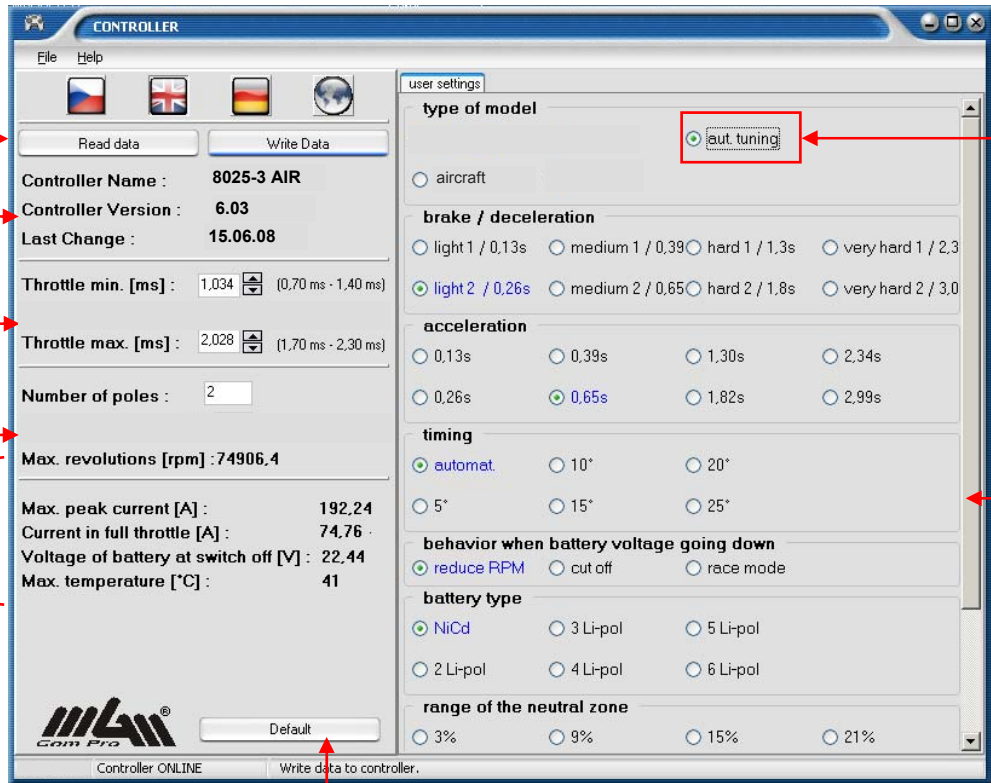 CONTROLLER
File Help
Read data Write Data
Controller Name : 8025-3 AIR
Controller Version : 6.03
Last Change : 15.06.08
Throttle min. [ms] : 1,034 (0,70 ms - 1,40 ms)
Throttle max. [ms] : 2,028 (1,70 ms - 2,30 ms)
Number of poles : 2
Max. revolutions [rpm] :74906,4
Max. peak current [A] : 192,24
Current in full throttle [A] : 74,76
Voltage of battery at switch off [V] : 22,44
Max. temperature [°C] : 41
mgm®
Com Pro
Default
user settings
type of model
aut. tuning
aircraft
brake / deceleration
light 1 / 0,13s medium 1 / 0,39 hard 1 / 1,3s very hard 1 / 2,3
light 2 / 0,26s medium 2 / 0,65 hard 2 / 1,8s very hard 2 / 3,0
acceleration
0,13s 0,39s 1,30s 2,34s
0,26s 0,65s 1,82s 2,99s
timing
automat. 10° 20°
5° 15° 25°
behavior when battery voltage going down
reduce RPM cut off race mode
battery type
NiCd 3 Li-pol 5 Li-pol
2 Li-pol 4 Li-pol 6 Li-pol
range of the neutral zone
3% 9% 15% 21%
Controller ONLINE Write data to controller.